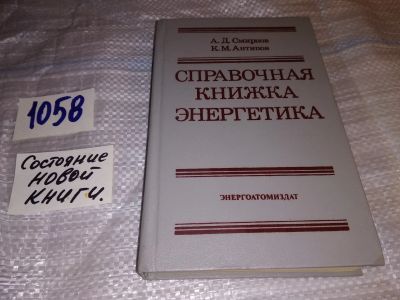 А. Д. Смирнов
К. М. Антипов
СПРАВОЧНАЯ
КНИЖКА
ЭНЕРГЕТИКА
ЭНЕРГОАТОМИЗДАТ
1058
Состояние
НОВОЙ
КНИГИ.